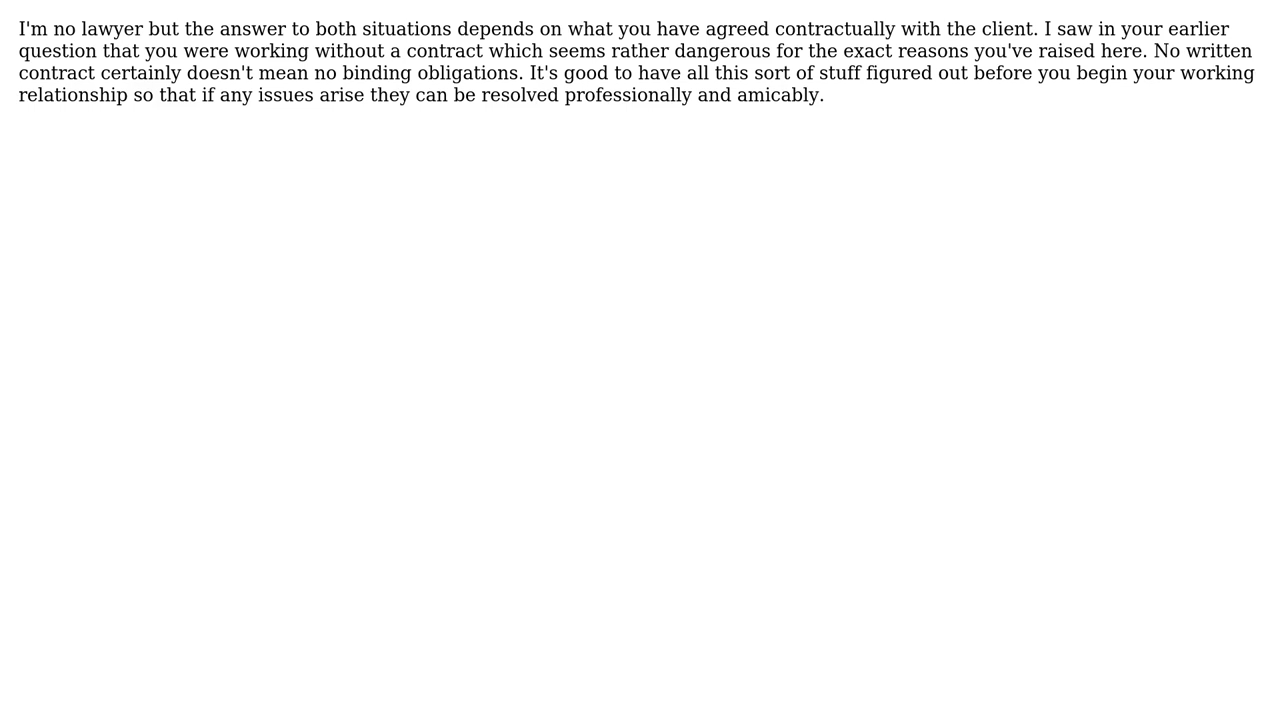 I'm no lawyer but the answer to both situations depends on what you have agreed contractually with the client. I saw in your earlier
question that you were working without a contract which seems rather dangerous for the exact reasons you've raised here. No written
contract certainly doesn't mean no binding obligations. It's good to have all this sort of stuff figured out before you begin your working
relationship so that if any issues arise they can be resolved professionally and amicably.